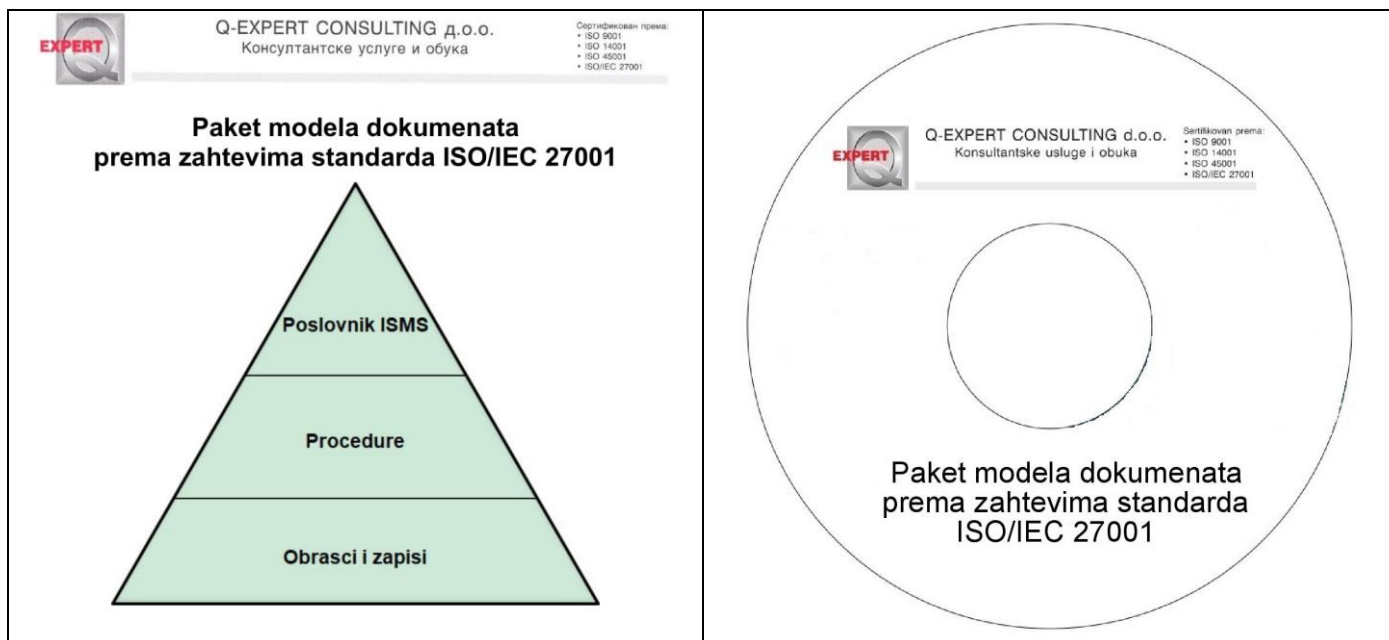 EXPERT
Q-EXPERT CONSULTING д.о.о.
Консултантске услуге и обука
Сертификован према:
• ISO 9001
• ISO 14001
• ISO 45001
• ISO/IEC 27001
Paket modela dokumenata
prema zahtevima standarda ISO/IEC 27001
Poslovnik ISMS
Procedure
Obrasci i zapisi
EXPERT
Q-EXPERT CONSULTING d.o.o.
Konsultantske usluge i obuka
Sertifikovan prema:
• ISO 9001
• ISO 14001
• ISO 45001
• ISO/IEC 27001
Paket modela dokumenata
prema zahtevima standarda
ISO/IEC 27001